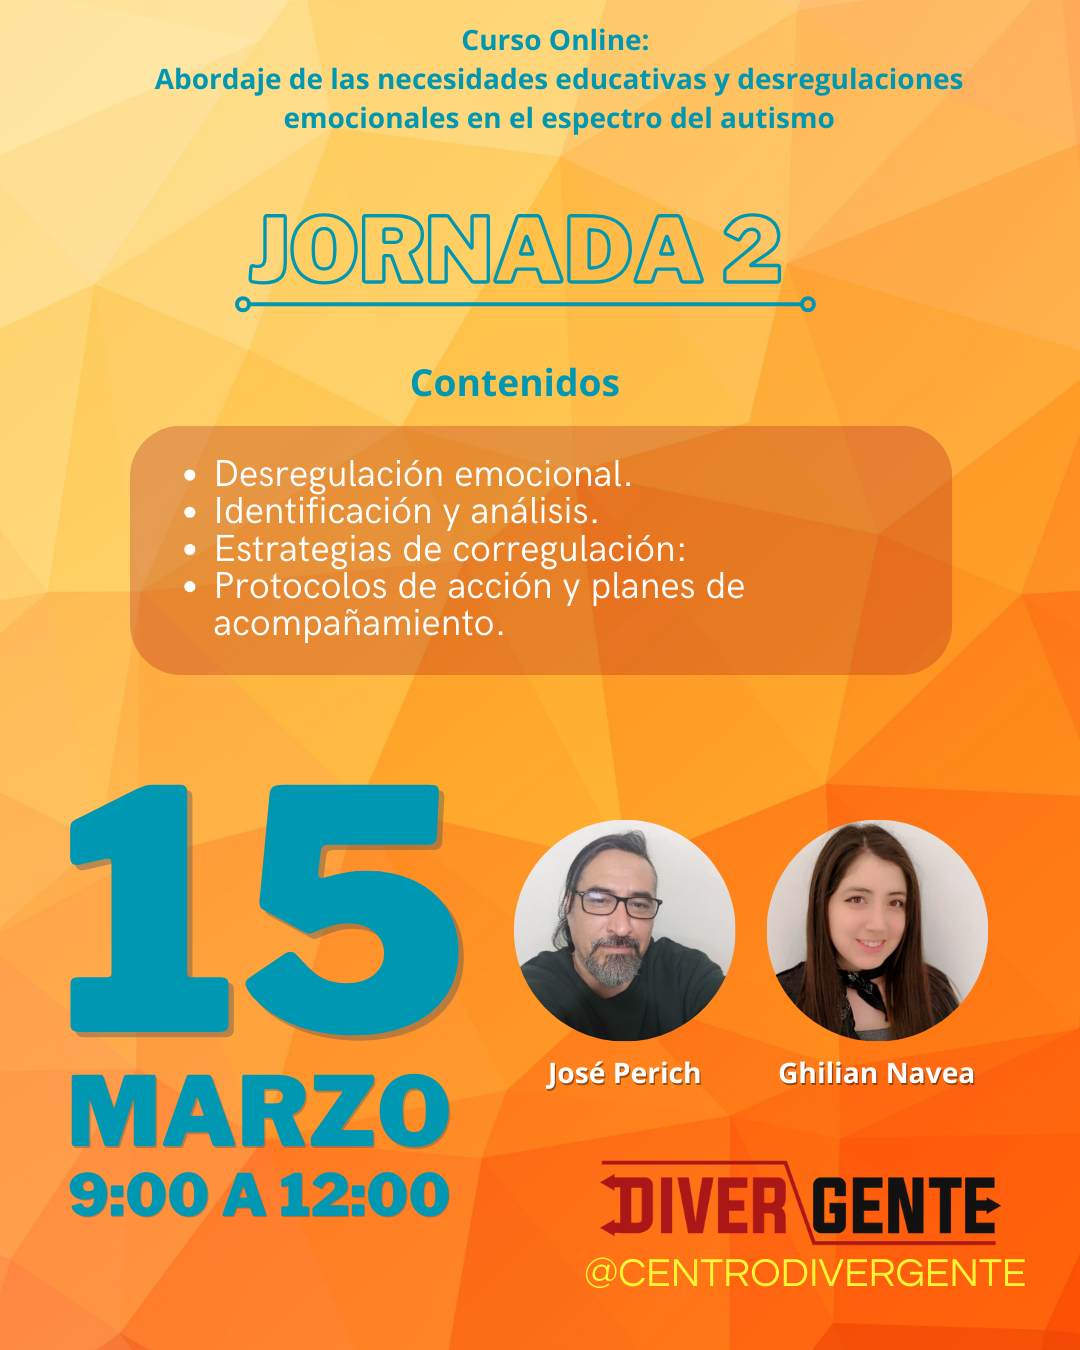 Curso Online:
Abordaje de las necesidades educativas y desregulaciones
emocionales en el espectro del autismo
JORNADA 2
Contenidos
• Desregulación emocional.
• Identificación y análisis.
• Estrategias de corregulación:
• Protocolos de acción y planes de
acompañamiento.
15
MARZO
9:00 A 12:00
José Perich
Ghilian Navea
DIVERGENTE
@CENTRODIVERGENTE